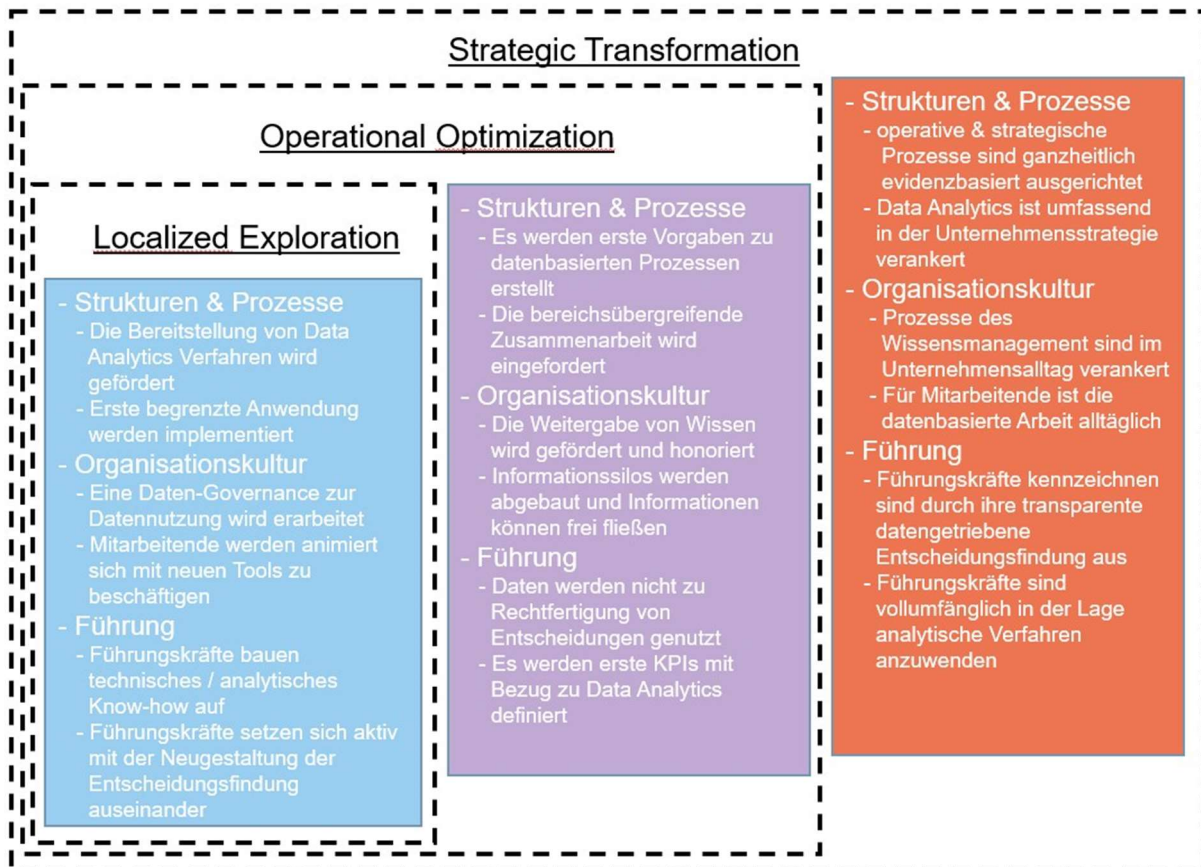 Strategic Transformation
Operational Optimization
Localized Exploration
- Strukturen & Prozesse
- Die Bereitstellung von Data
Analytics Verfahren wird
gefördert
- Erste begrenzte Anwendung
werden implementiert
- Organisationskultur
- Eine Daten-Governance zur
Datennutzung wird erarbeitet
- Mitarbeitende werden animiert
sich mit neuen Tools zu
beschäftigen
- Führung
- Führungskräfte bauen
technisches / analytisches
Know-how auf
- Führungskräfte setzen sich aktiv
mit der Neugestaltung der
Entscheidungsfindung
auseinander
- Strukturen & Prozesse
- Es werden erste Vorgaben zu
datenbasierten Prozessen
erstellt
- Die bereichsübergreifende
Zusammenarbeit wird
eingefordert
- Organisationskultur
- Die Weitergabe von Wissen
wird gefördert und honoriert
- Informationssilos werden
abgebaut und Informationen
können frei fließen
- Führung
- Daten werden nicht zu
Rechtfertigung von
Entscheidungen genutzt
- Es werden erste KPIs mit
Bezug zu Data Analytics
definiert
- Strukturen & Prozesse
- operative & strategische
Prozesse sind ganzheitlich
evidenzbasiert ausgerichtet
- Data Analytics ist umfassend
in der Unternehmensstrategie
verankert
- Organisationskultur
- Prozesse des
Wissensmanagement sind im
Unternehmensalltag verankert
- Für Mitarbeitende ist die
datenbasierte Arbeit alltäglich
- Führung
- Führungskräfte kennzeichnen
sind durch ihre transparente
datengetriebene
Entscheidungsfindung aus
- Führungskräfte sind
vollumfänglich in der Lage
analytische Verfahren
anzuwenden